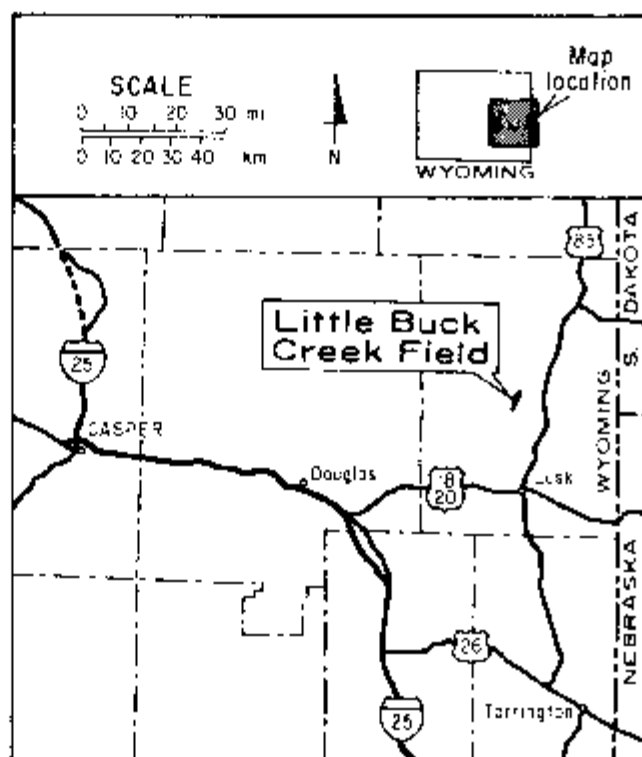 SCALE
0 10 20 30 mi
0 10 20 30 40 km
N
Map
location
WYOMING
85
S. DAKOTA
Little Buck
Creek Field
25
WYOMING
CASPER
Douglas
18
20
Lusk
NEBRASKA
26
25
Torrington